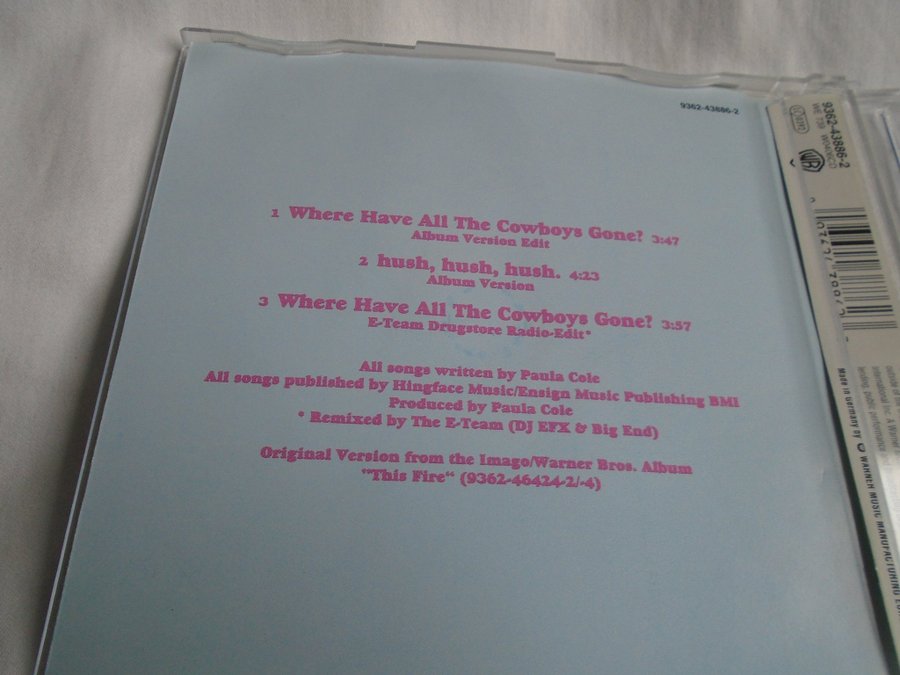 9362-43886-2
1 Where Have All The Cowboys Gone? 3:47
Album Version Edit
2 hush, hush, hush. 4:23
Album Version
3 Where Have All The Cowboys Gone? 3:57
E-Team Drugstore Radio-Edit*
All songs written by Paula Cole
All songs published by Hingface Music/Ensign Music Publishing BMI
Produced by Paula Cole
* Remixed by The E-Team (DJ EFX & Big End)
Original Version from the Imago/Warner Bros. Album
"This Fire" (9362-46424-2/-4)
9362-43886-2
WE 739 W0406CD
Made in Germany by WARNER MUSIC MANUFACTURING